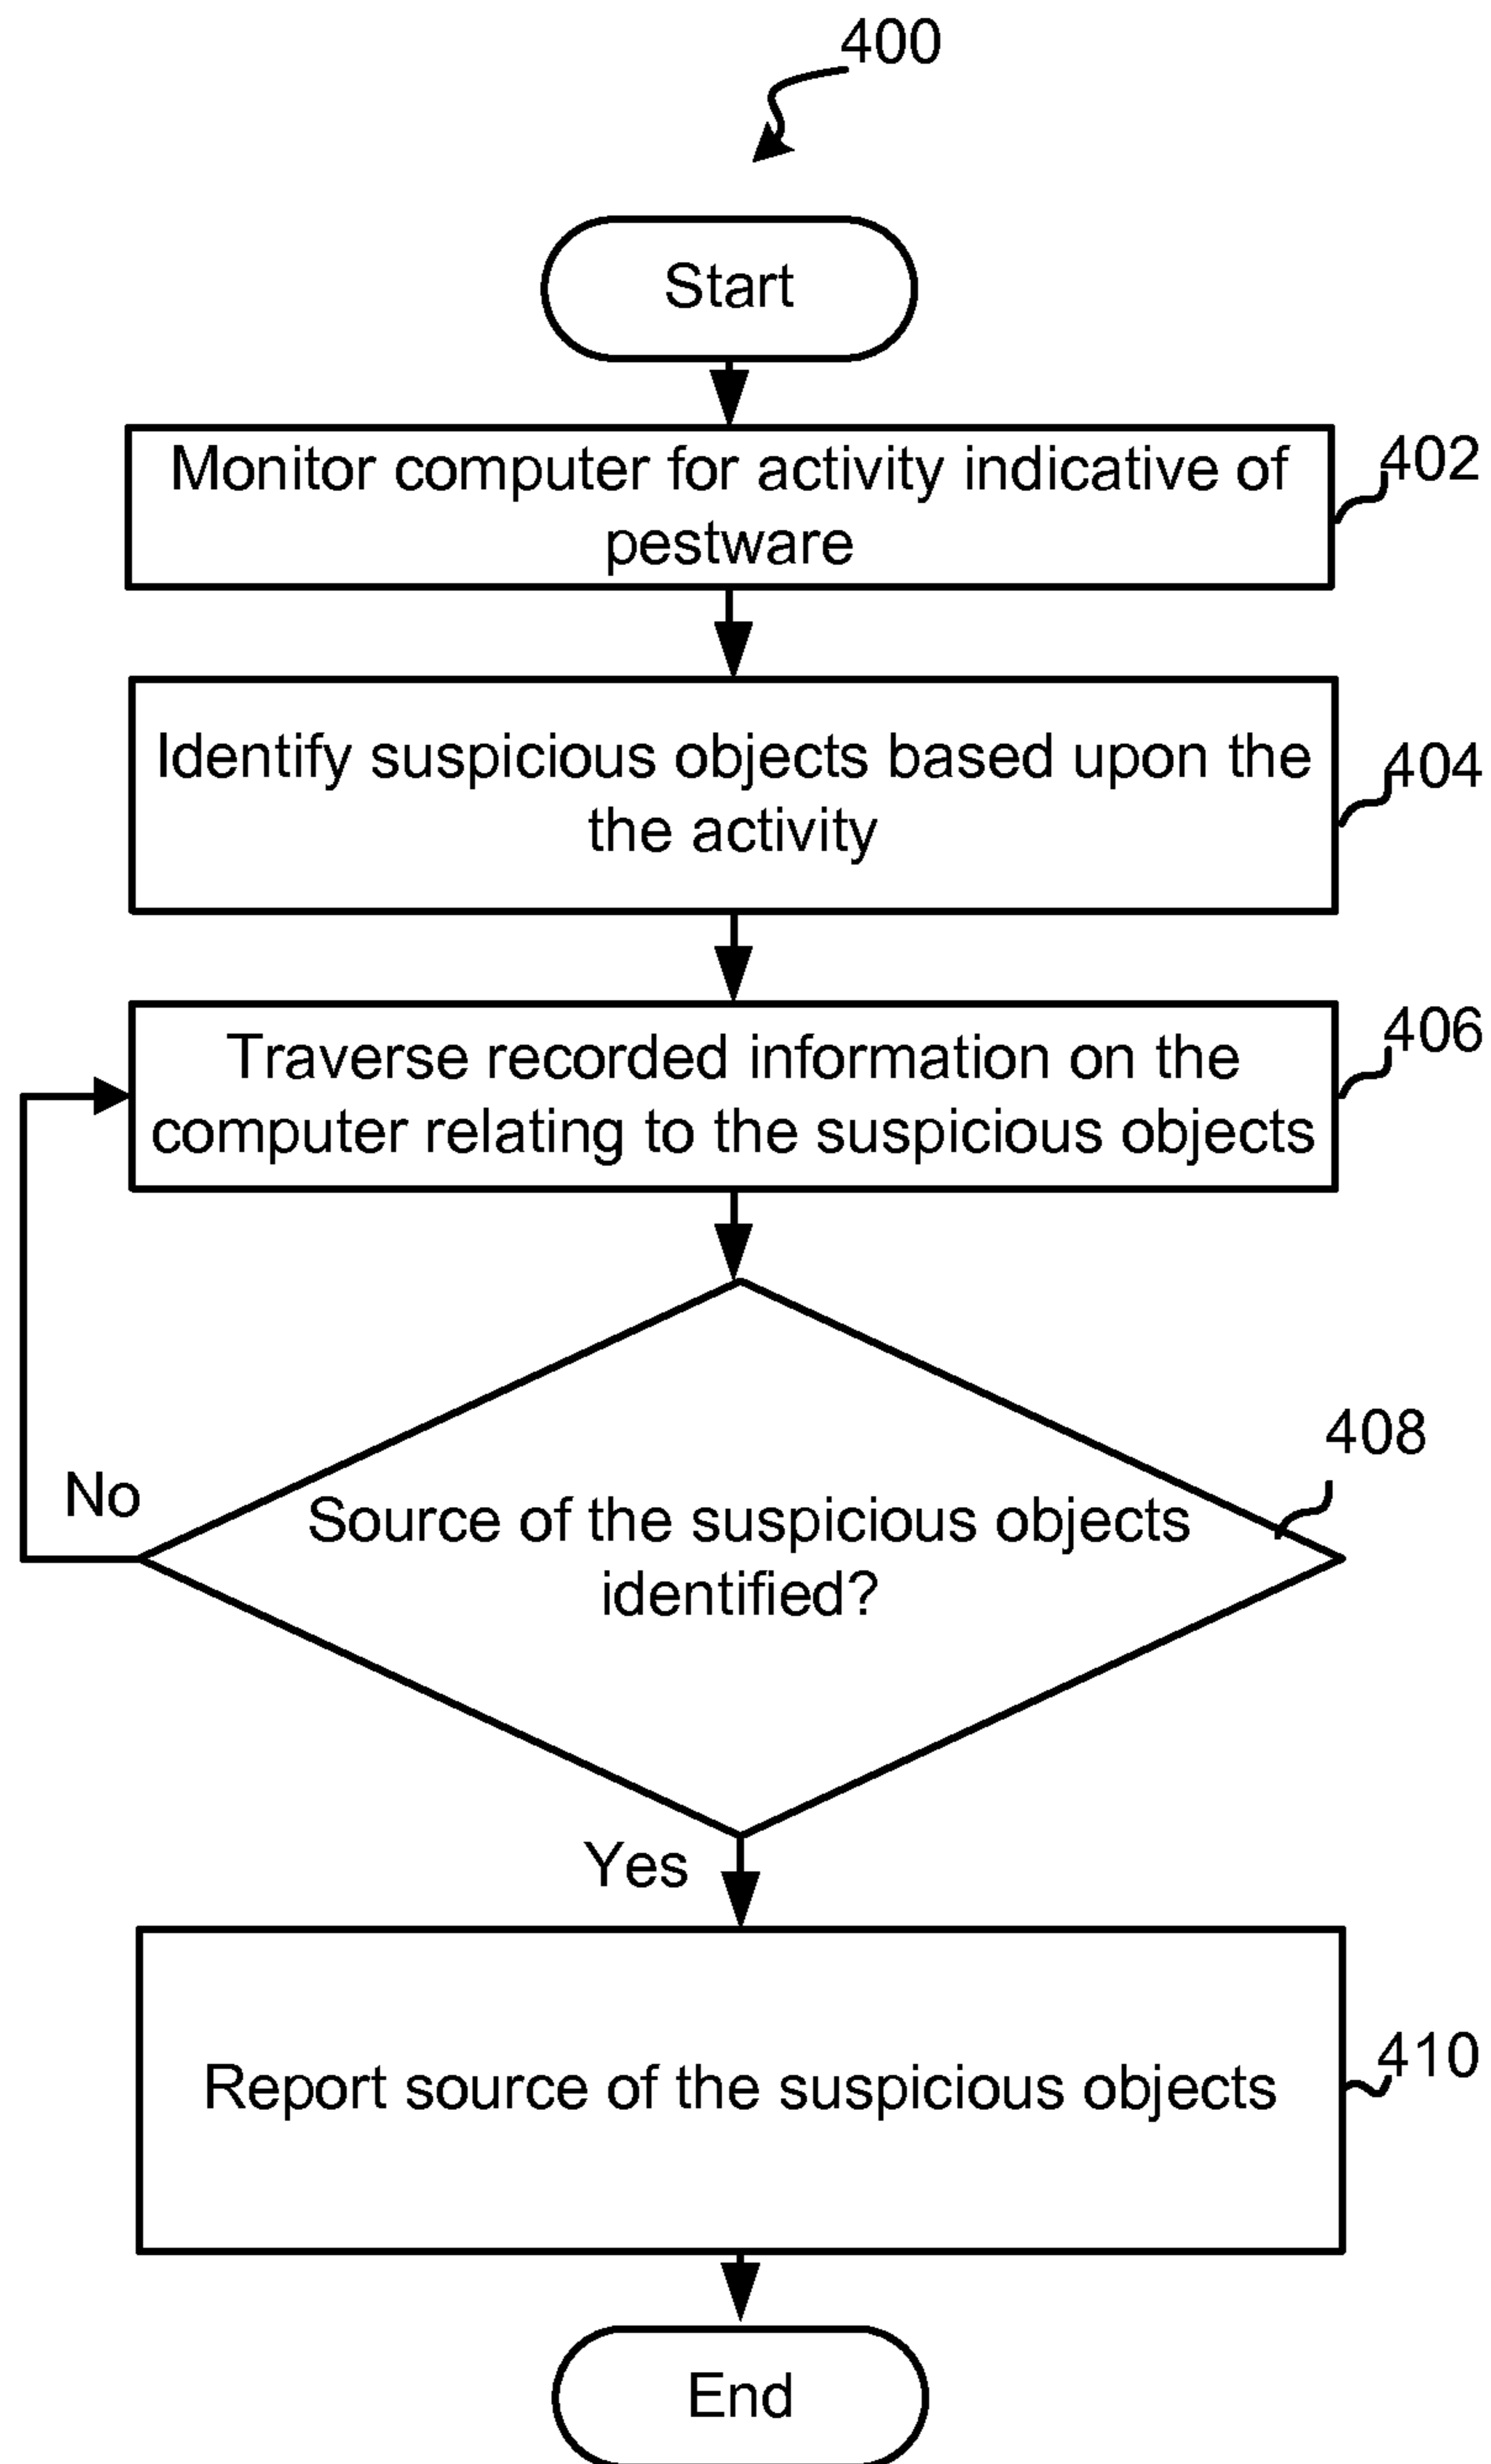 400
Start
Monitor computer for activity indicative of
pestware
402
Identify suspicious objects based upon the
the activity
404
Traverse recorded information on the
computer relating to the suspicious objects
406
Source of the suspicious objects
identified?
408
No
Yes
Report source of the suspicious objects
410
End